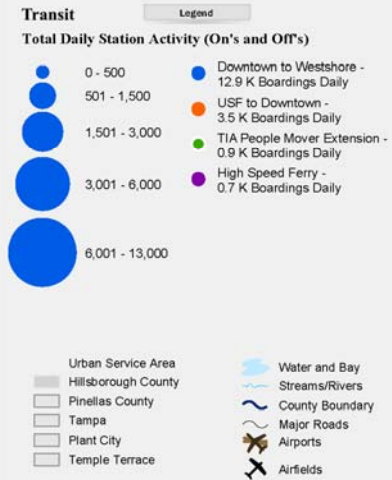 Transit
Legend
Total Daily Station Activity (On's and Off's)
0 - 500
501 - 1,500
1,501 - 3,000
3,001 - 6,000
6,001 - 13,000
Downtown to Westshore -
12.9 K Boardings Daily
USF to Downtown -
3.5 K Boardings Daily
TIA People Mover Extension -
0.9 K Boardings Daily
High Speed Ferry -
0.7 K Boardings Daily
Urban Service Area
Hillsborough County
Pinellas County
Tampa
Plant City
Temple Terrace
Water and Bay
Streams/Rivers
County Boundary
Major Roads
Airports
Airfields